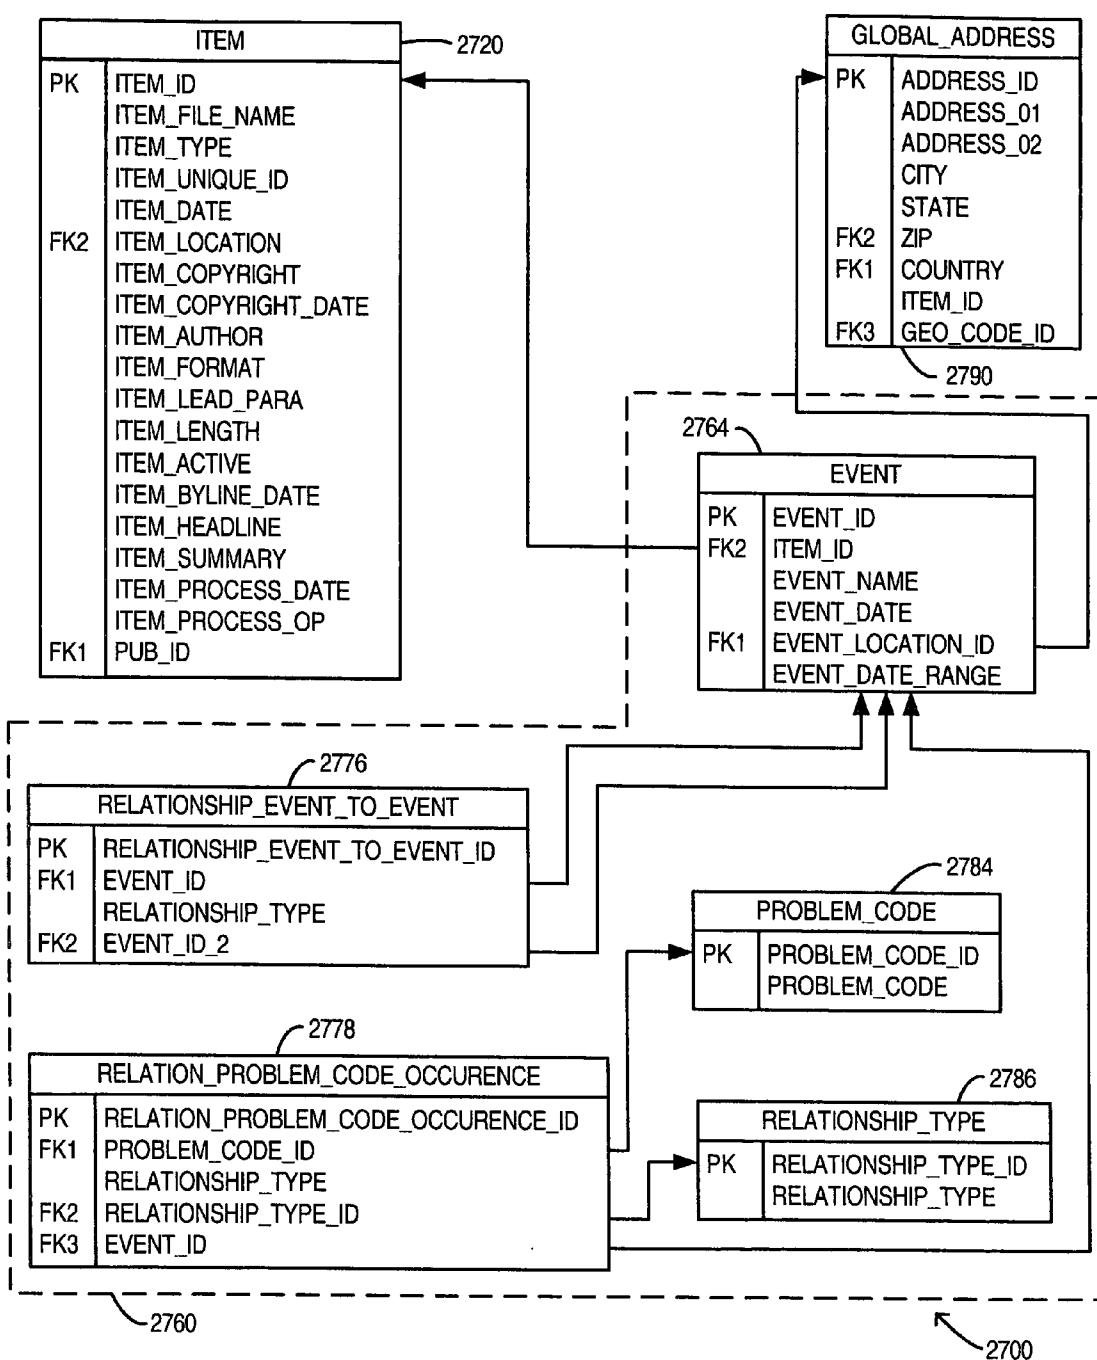 ITEM
2720
PK ITEM_ID
ITEM_FILE_NAME
ITEM_TYPE
ITEM_UNIQUE_ID
ITEM_DATE
FK2 ITEM_LOCATION
ITEM_COPYRIGHT
ITEM_COPYRIGHT_DATE
ITEM_AUTHOR
ITEM_FORMAT
ITEM_LEAD_PARA
ITEM_LENGTH
ITEM_ACTIVE
ITEM_BYLINE_DATE
ITEM_HEADLINE
ITEM_SUMMARY
ITEM_PROCESS_DATE
ITEM_PROCESS_OP
FK1 PUB_ID
GLOBAL_ADDRESS
PK ADDRESS_ID
ADDRESS_01
ADDRESS_02
CITY
STATE
FK2 ZIP
FK1 COUNTRY
ITEM_ID
FK3 GEO_CODE_ID
2790
2764
EVENT
PK EVENT_ID
FK2 ITEM_ID
EVENT_NAME
EVENT_DATE
FK1 EVENT_LOCATION_ID
EVENT_DATE_RANGE
2776
RELATIONSHIP_EVENT_TO_EVENT
PK RELATIONSHIP_EVENT_TO_EVENT_ID
FK1 EVENT_ID
RELATIONSHIP_TYPE
FK2 EVENT_ID_2
2784
PROBLEM_CODE
PK PROBLEM_CODE_ID
PROBLEM_CODE
2778
RELATION_PROBLEM_CODE_OCCURENCE
PK RELATION_PROBLEM_CODE_OCCURENCE_ID
FK1 PROBLEM_CODE_ID
RELATIONSHIP_TYPE
FK2 RELATIONSHIP_TYPE_ID
FK3 EVENT_ID
2786
RELATIONSHIP_TYPE
PK RELATIONSHIP_TYPE_ID
RELATIONSHIP_TYPE
2760
2700